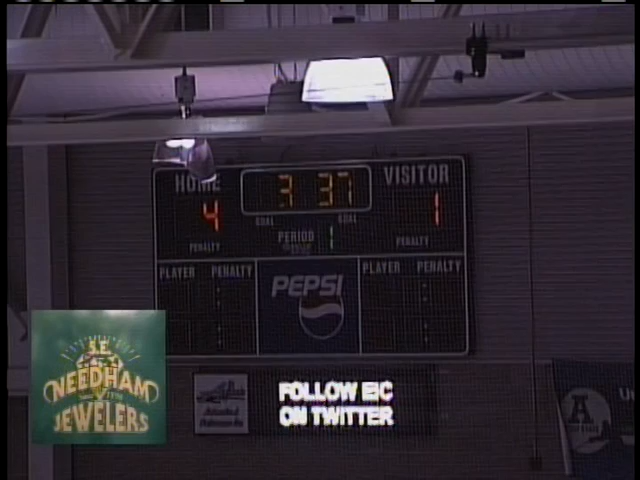 HOME
3 37
VISITOR
4
1
GOAL
GOAL
PENALTY
PERIOD 1
PENALTY
PLAYER PENALTY
PLAYER PENALTY
PEPSI
S.E.
NEEDHAM
JEWELERS
FOLLOW EIC
ON TWITTER
A